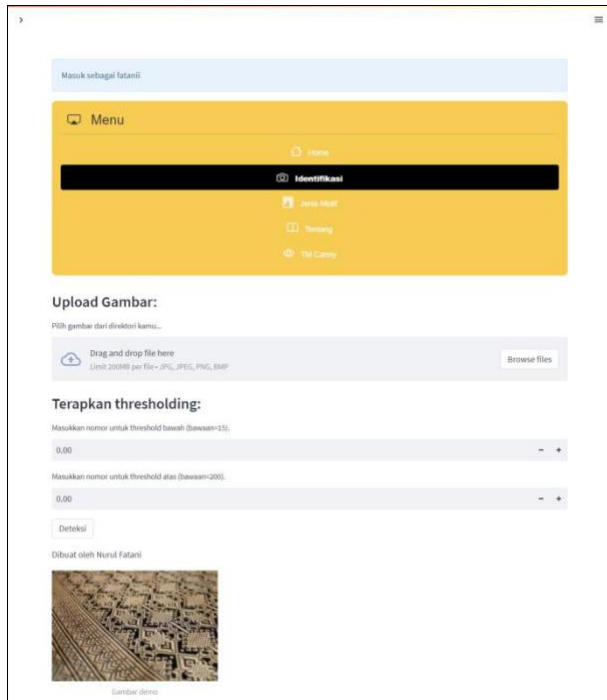 Masuk sebagai fatanii
Menu
Home
Identifikasi
Jenis Motif
Tentang
TM Canny
Upload Gambar:
Pilih gambar dari direktori kamu...
Drag and drop file here
Limit 200MB per file • JPG, JPEG, PNG, BMP
Browse files
Terapkan thresholding:
Masukkan nomor untuk threshold bawah (bawaan=15).
0.00
- +
Masukkan nomor untuk threshold atas (bawaan=200).
0.00
- +
Deteksi
Dibuat oleh Nurul Fatani
Gambar demo